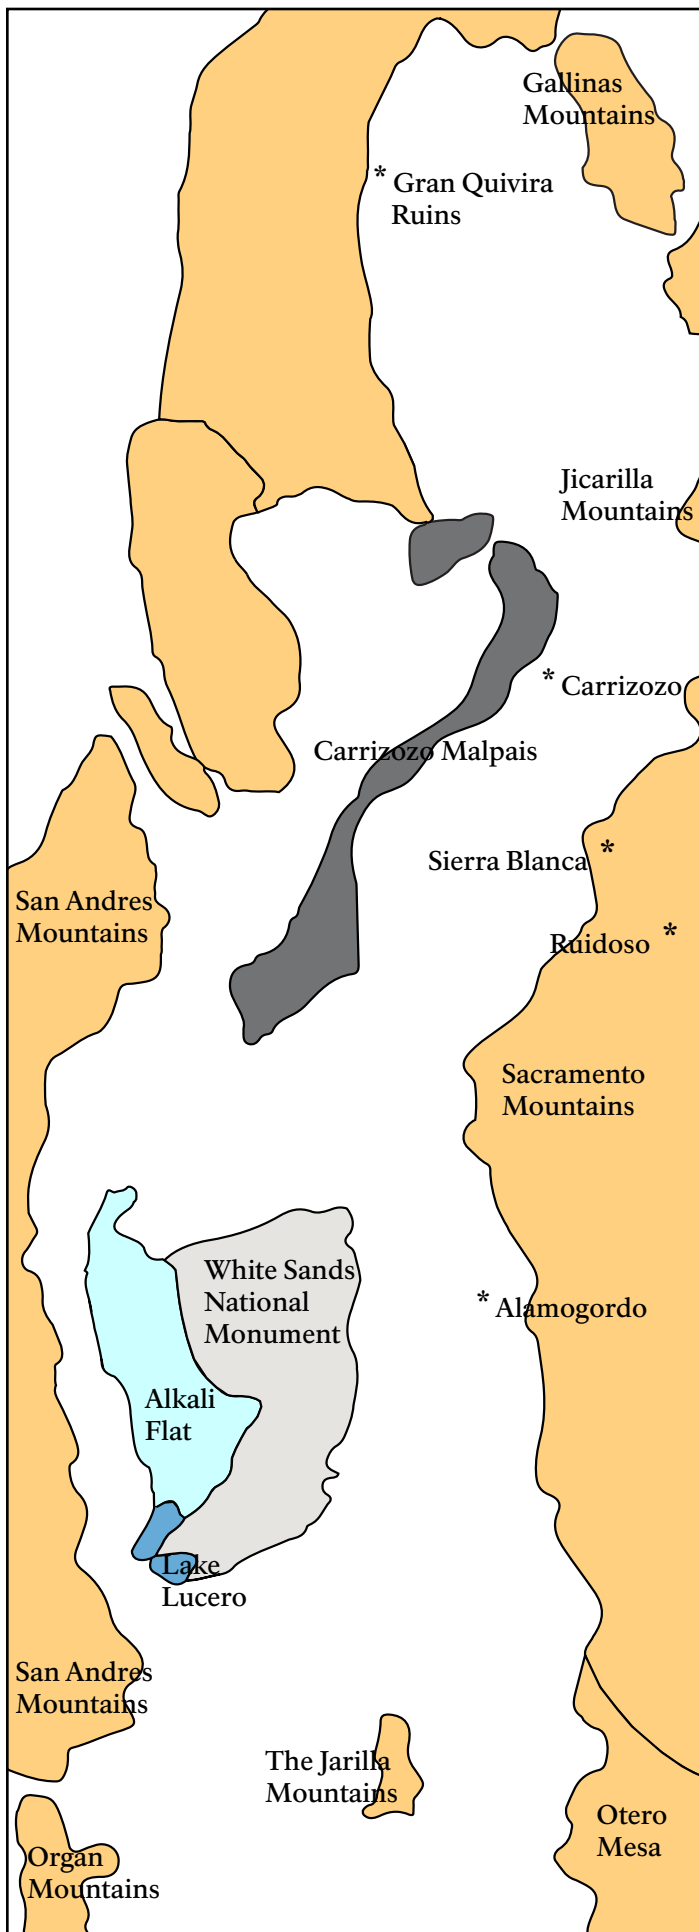 Gallinas
Mountains
* Gran Quivira
Ruins
Jicarilla
Mountains
* Carrizozo
Carrizozo Malpais
Sierra Blanca *
San Andres
Mountains
Ruidoso *
Sacramento
Mountains
White Sands
National
Monument
* Alamogordo
Alkali
Flat
Lake
Lucero
San Andres
Mountains
The Jarilla
Mountains
Otero
Mesa
Organ
Mountains